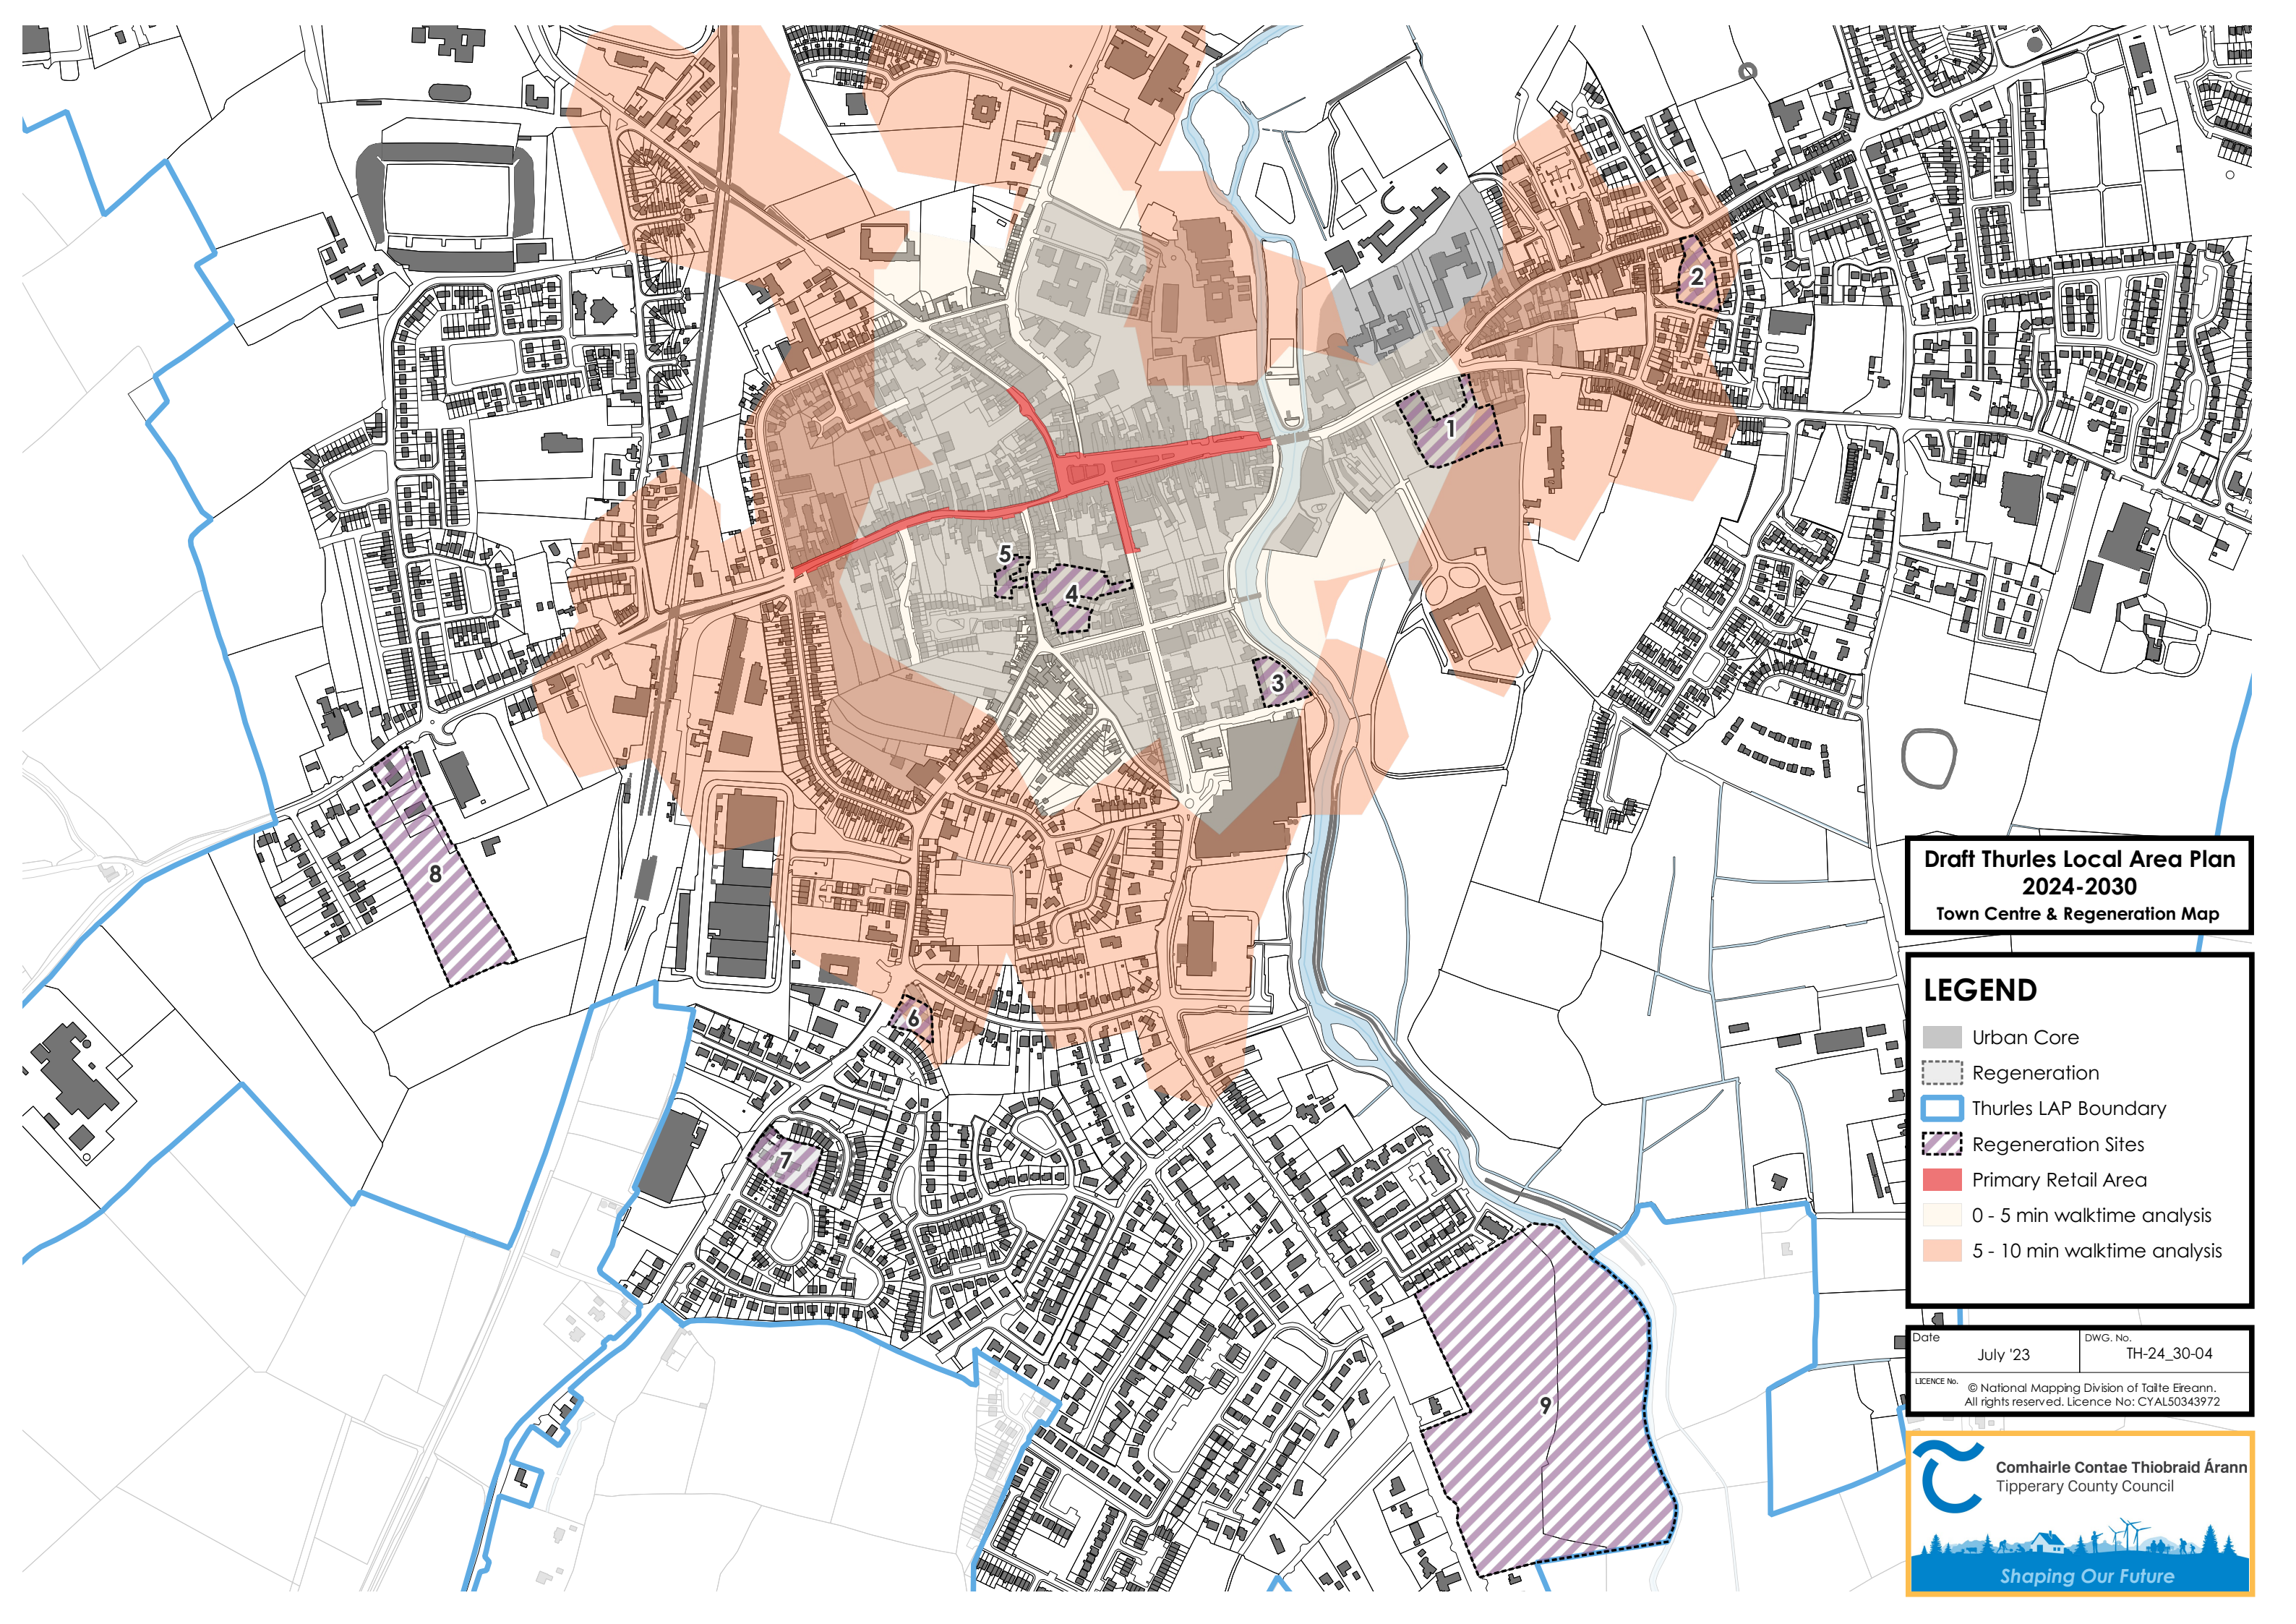 2
1
5
4
3
8
6
7
9
Draft Thurles Local Area Plan
2024-2030
Town Centre & Regeneration Map
LEGEND
Urban Core
Regeneration
Thurles LAP Boundary
Regeneration Sites
Primary Retail Area
0 - 5 min walktime analysis
5 - 10 min walktime analysis
Date
July '23
DWG. No.
TH-24_30-04
LICENCE No.
© National Mapping Division of Tailte Eireann.
All rights reserved. Licence No: CYAL50343972
Comhairle Contae Thiobraid Árann
Tipperary County Council
Shaping Our Future